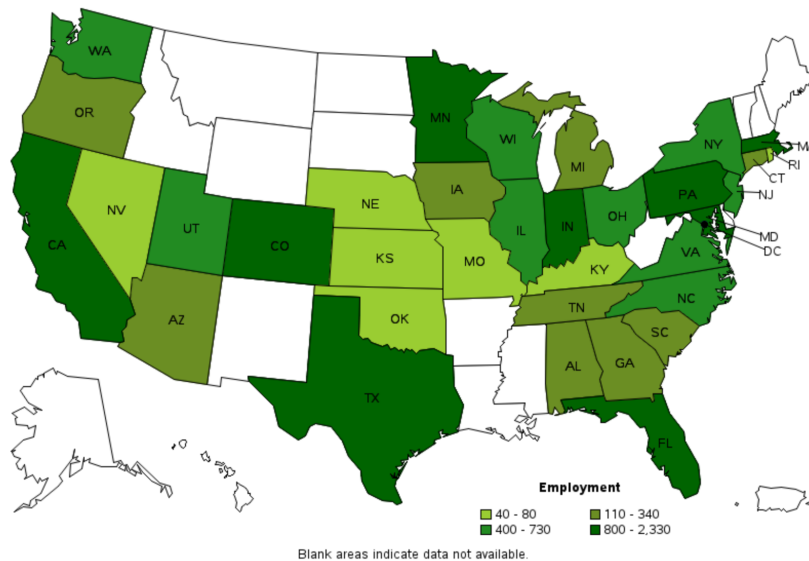 WA
OR
CA
NV
UT
AZ
CO
NE
KS
OK
TX
MN
IA
MO
WI
IL
MI
IN
OH
KY
TN
AL
GA
SC
NC
VA
FL
PA
NY
MA
RI
CT
NJ
MD
DC
Employment
40 - 80
110 - 340
400 - 730
800 - 2,330
Blank areas indicate data not available.